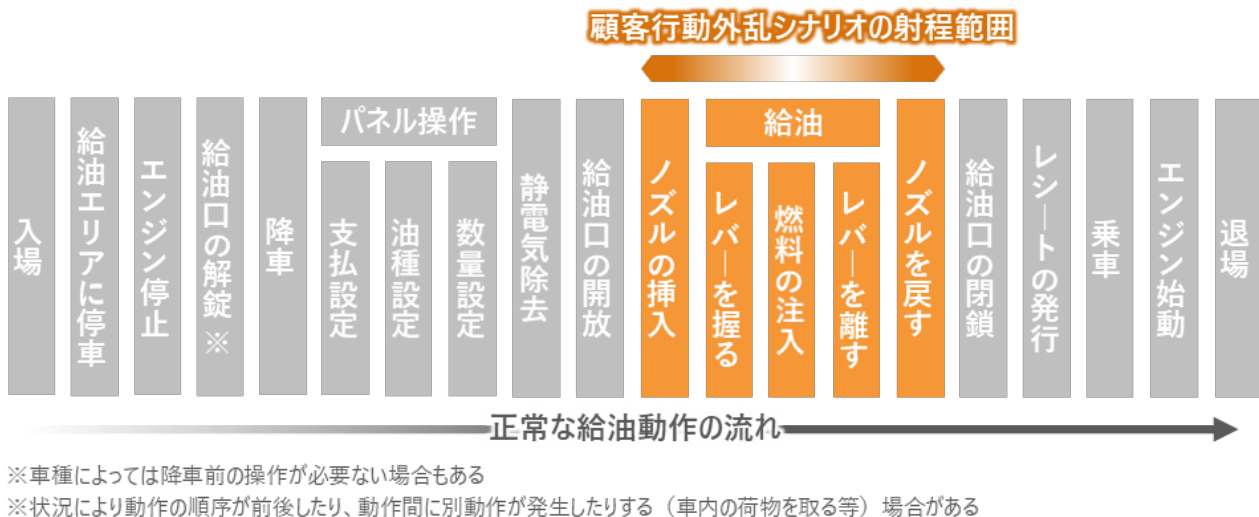 顧客行動外乱シナリオの射程範囲
入場
給油エリアに停車
エンジン停止
給油口の解錠※
降車
パネル操作
支払設定
油種設定
数量設定
静電気除去
給油口の開放
ノズルの挿入
給油
レバーを握る
燃料の注入
レバーを離す
ノズルを戻す
給油口の閉鎖
レシートの発行
乗車
エンジン始動
退場
正常な給油動作の流れ
※車種によっては降車前の操作が必要ない場合もある
※状況により動作の順序が前後したり、動作間に別動作が発生したりする（車内の荷物を取る等）場合がある